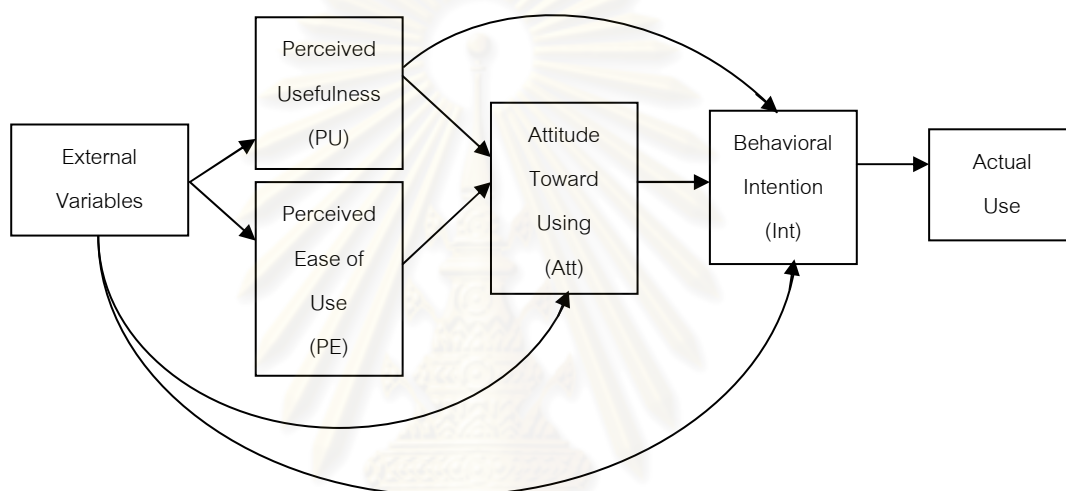 External
Variables
Perceived
Usefulness
(PU)
Perceived
Ease of
Use
(PE)
Attitude
Toward
Using
(Att)
Behavioral
Intention
(Int)
Actual
Use